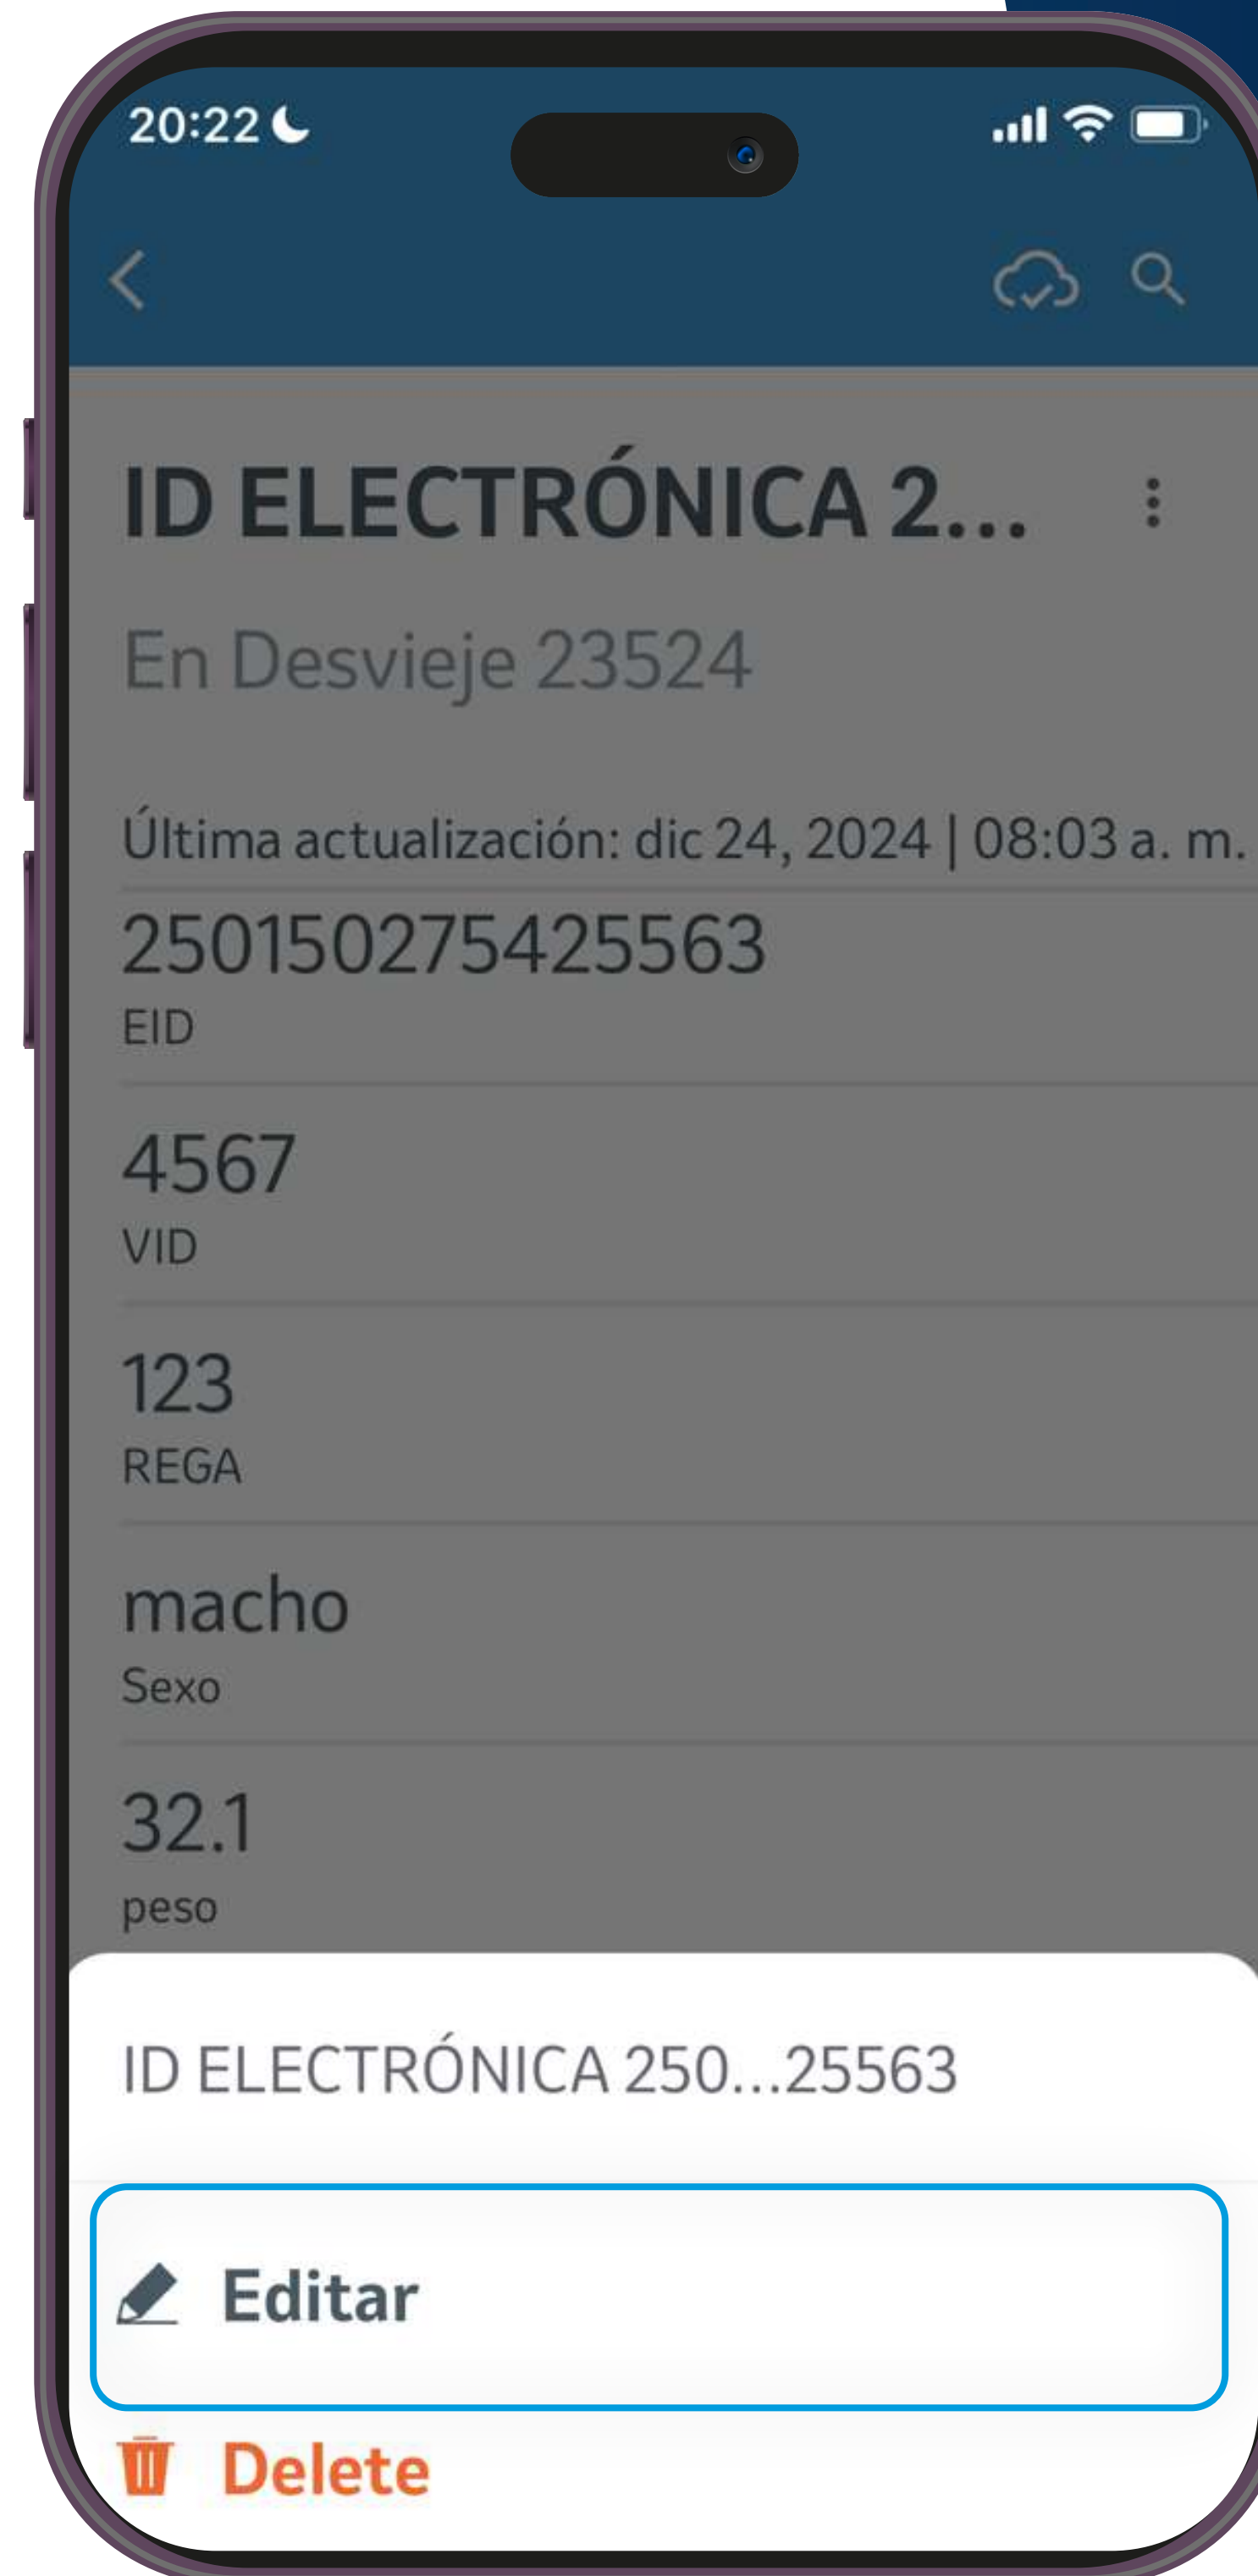 20:22
ID ELECTRÓNICA 2...
En Desvieje 23524
Última actualización: dic 24, 2024 | 08:03 a. m.
250150275425563
EID
4567
VID
123
REGA
macho
Sexo
32.1
peso
ID ELECTRÓNICA 250...25563
Editar
Delete